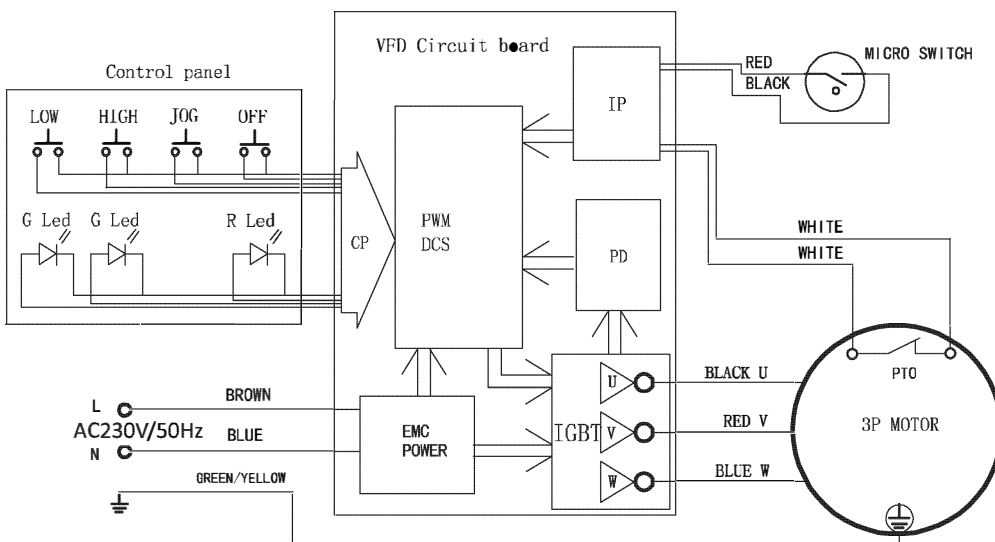 VFD Circuit board
MICRO SWITCH
RED
BLACK
Control panel
IP
LOW HIGH JOG OFF
G Led G Led R Led
CP
PWM
DCS
PD
WHITE
WHITE
PTO
3P MOTOR
BLACK U
RED V
BLUE W
IGBT
U
V
W
EMC
POWER
L
BROWN
AC230V/50Hz
BLUE
N
GREEN/YELLOW